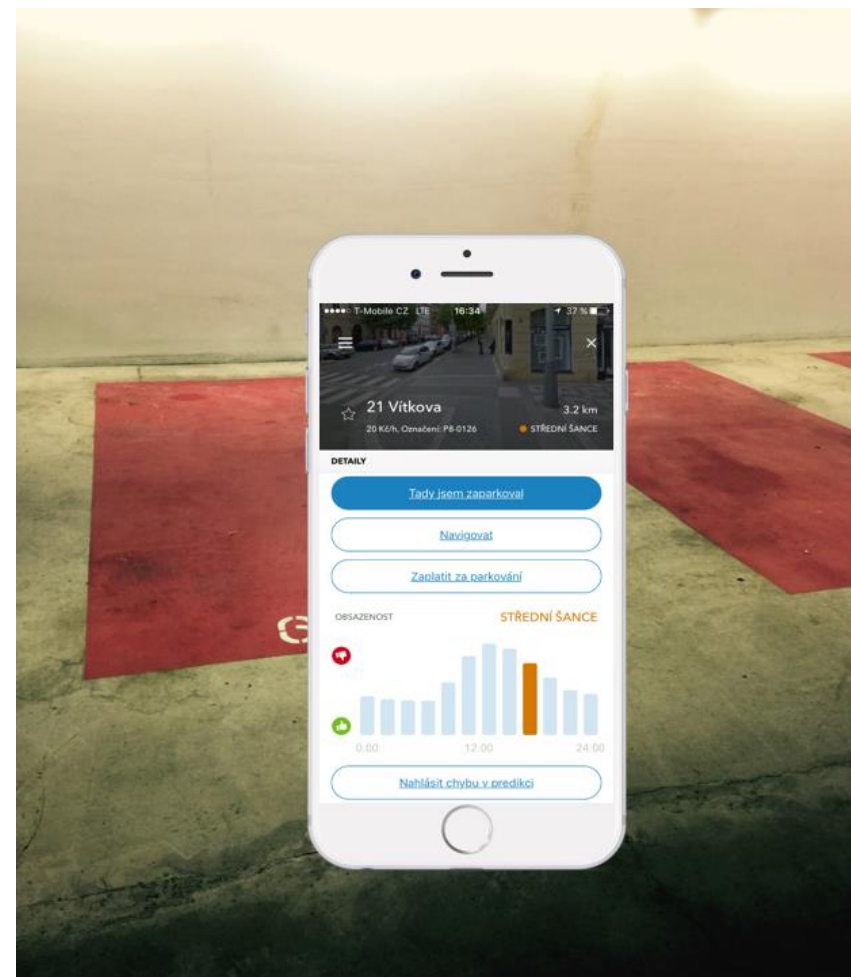 T-Mobile CZ LTE 16:34 37 %
21 Vítkova 3.2 km
20 Kč/h, Označení: P8-0126 STŘEDNÍ ŠANCE
DETAILY
Tady jsem zaparkoval
Navigovat
Zaplatit za parkování
OBSAZENOST STŘEDNÍ ŠANCE
0:00 12:00 24:00
Nahlásit chybu v predikci